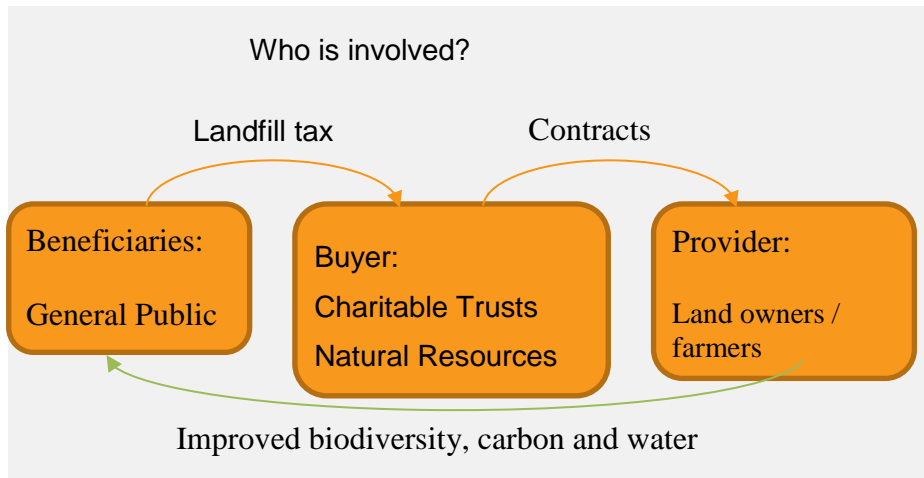 Who is involved?
Landfill tax
Contracts
Beneficiaries:
General Public
Buyer:
Charitable Trusts
Natural Resources
Provider:
Land owners /
farmers
Improved biodiversity, carbon and water